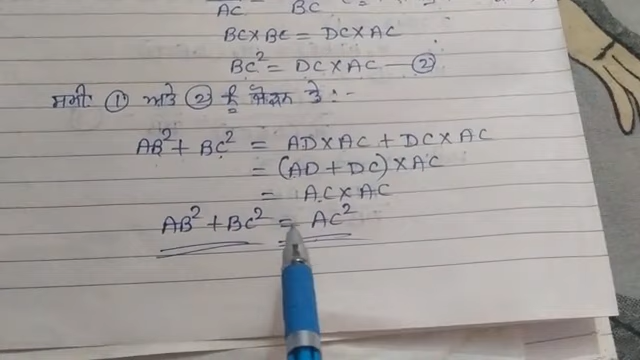 AC BC
BC×BC = DC×AC
BC² = DC×AC — ②
ਸਮੀ: ① ਅਤੇ ② ਨੂੰ ਜੋੜਨ ਤੇ :-
AB² + BC² = AD×AC + DC×AC
= (AD + DC)×AC
= AC×AC
AB² + BC² = AC²